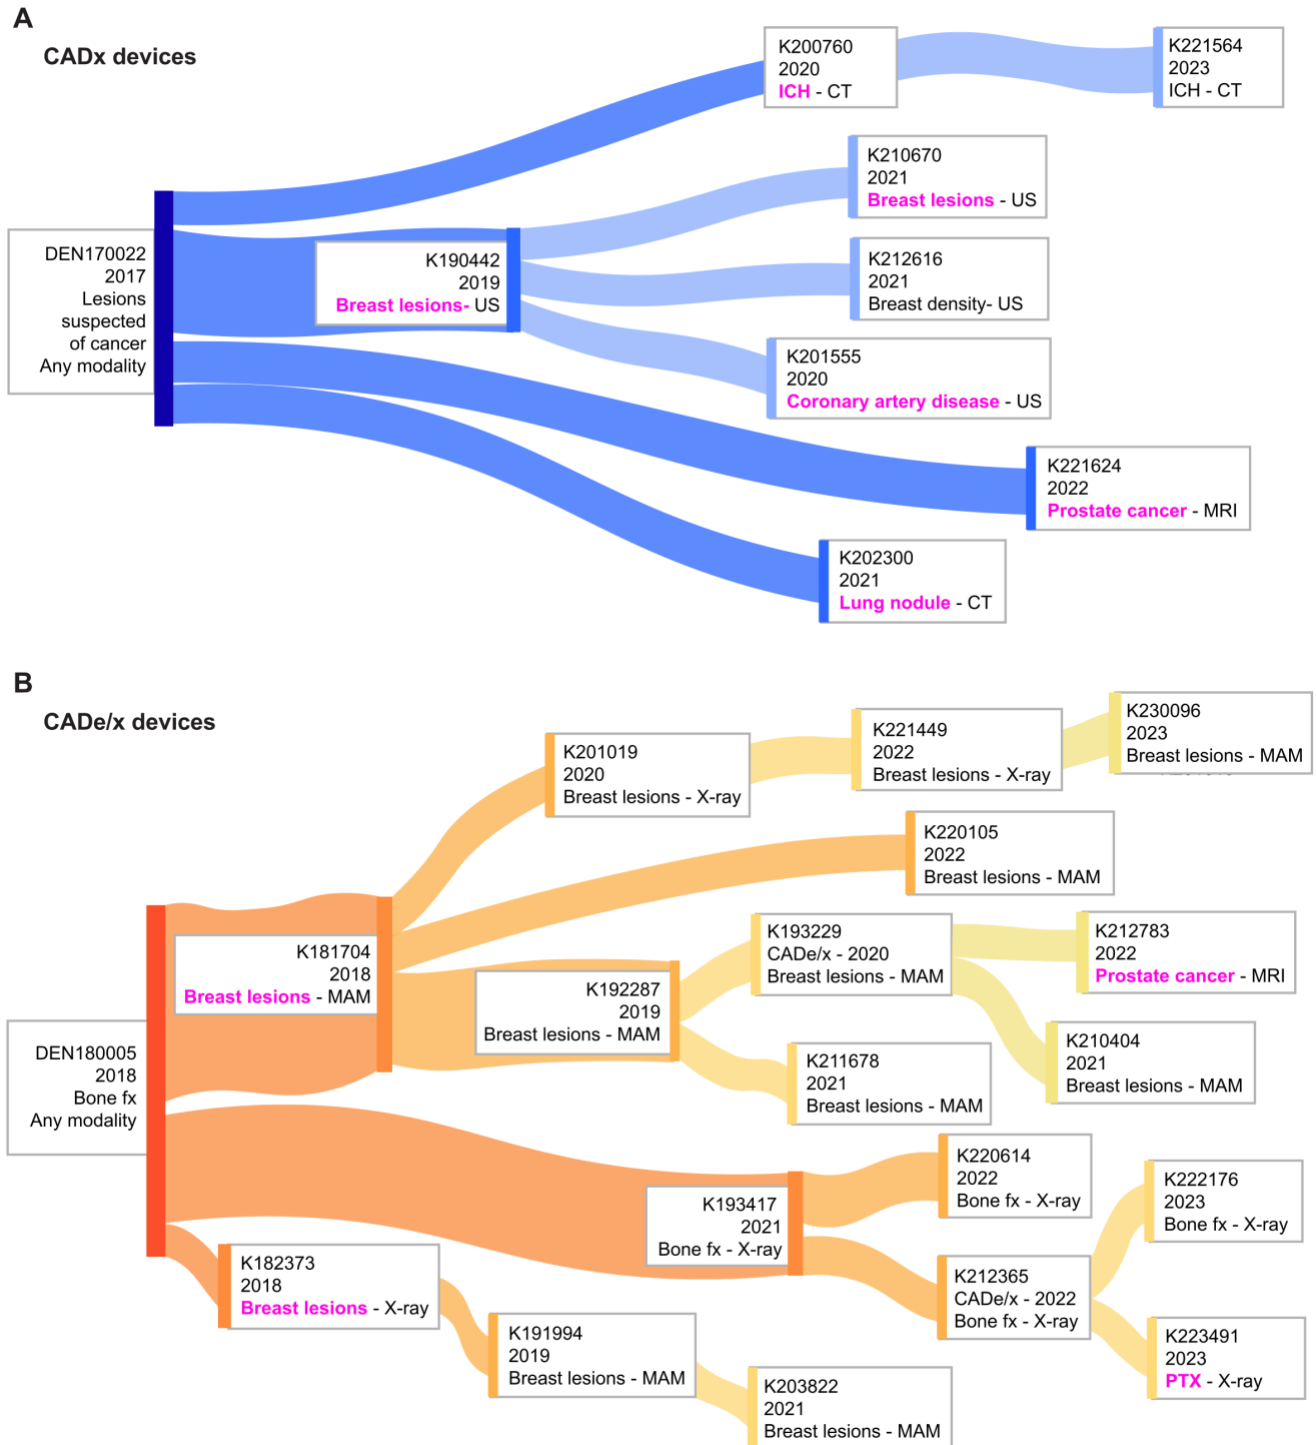 A
CADx devices
K200760
2020
ICH - CT
K221564
2023
ICH - CT
K210670
2021
Breast lesions - US
DEN170022
2017
Lesions
suspected
of cancer
Any modality
K190442
2019
Breast lesions- US
K212616
2021
Breast density- US
K201555
2020
Coronary artery disease - US
K221624
2022
Prostate cancer - MRI
K202300
2021
Lung nodule - CT
B
CADe/x devices
K201019
2020
Breast lesions - X-ray
K221449
2022
Breast lesions - X-ray
K230096
2023
Breast lesions - MAM
K220105
2022
Breast lesions - MAM
K181704
2018
Breast lesions - MAM
K192287
2019
Breast lesions - MAM
K193229
CADe/x - 2020
Breast lesions - MAM
K212783
2022
Prostate cancer - MRI
K210404
2021
Breast lesions - MAM
K211678
2021
Breast lesions - MAM
DEN180005
2018
Bone fx
Any modality
K193417
2021
Bone fx - X-ray
K220614
2022
Bone fx - X-ray
K222176
2023
Bone fx - X-ray
K212365
CADe/x - 2022
Bone fx - X-ray
K223491
2023
PTX - X-ray
K182373
2018
Breast lesions - X-ray
K191994
2019
Breast lesions - MAM
K203822
2021
Breast lesions - MAM